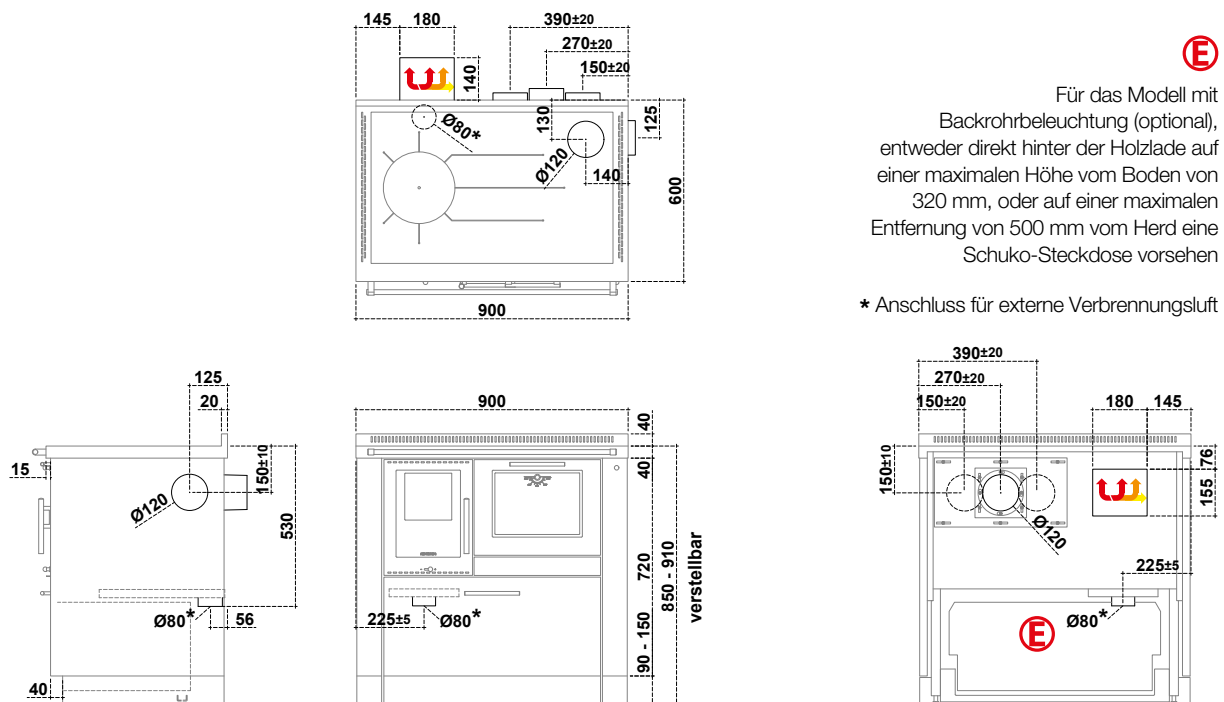 145
180
390±20
270±20
150±20
140
Ø80*
130
125
Ø120
140
600
900
E
Für das Modell mit
Backrohrbeleuchtung (optional),
entweder direkt hinter der Holzlade auf
einer maximalen Höhe vom Boden von
320 mm, oder auf einer maximalen
Entfernung von 500 mm vom Herd eine
Schuko-Steckdose vorsehen
* Anschluss für externe Verbrennungsluft
125
20
15
150±10
Ø120
530
Ø80*
56
40
900
40
40
720
850 - 910
verstellbar
90 - 150
225±5
Ø80*
390±20
270±20
150±20
180
145
150±10
76
155
Ø120
225±5
Ø80*
E